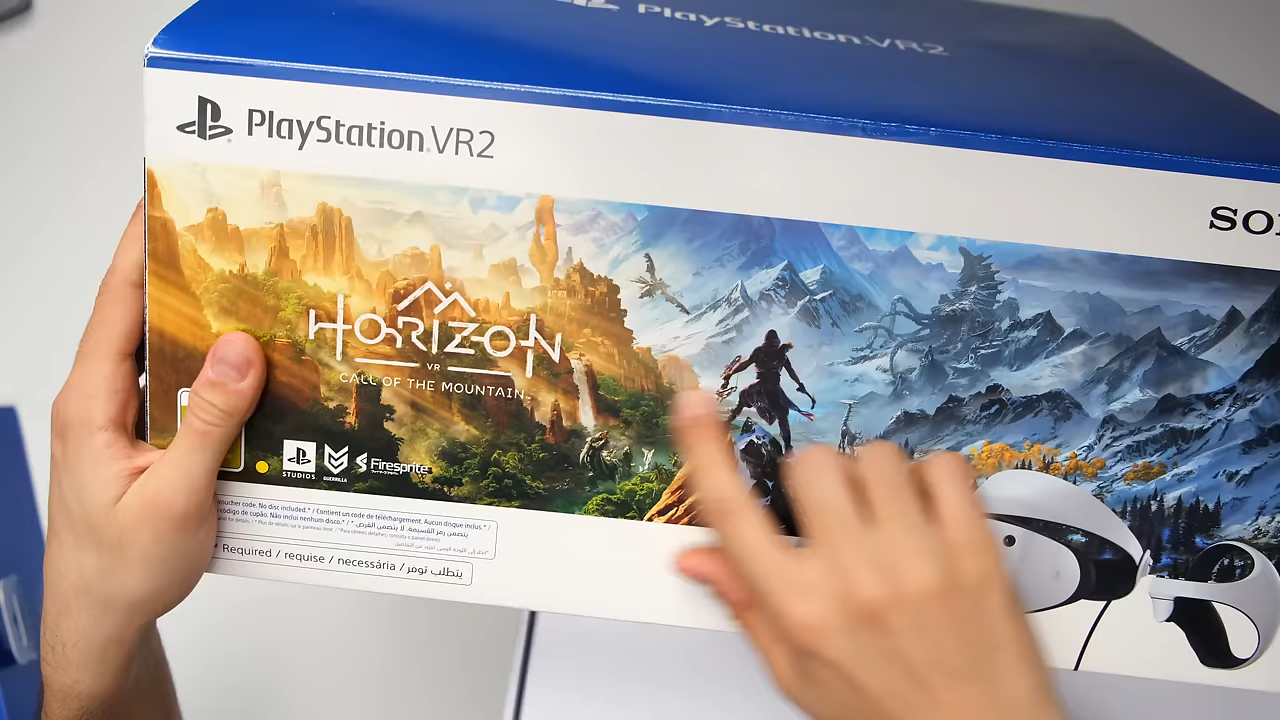 PlayStation VR2
PlayStation VR2
SO
HORIZON
VR
CALL OF THE MOUNTAIN
STUDIOS
GUERRILLA
Firesprite
voucher code. No disc included.* / Contient un code de téléchargement. Aucun disque inclus.* /
código de cupão. Não inclui nenhum disco.* / يتضمن رمز القسيمة. لا يتضمن القرص.*
* Required / requise / necessária / يتطلب توفر